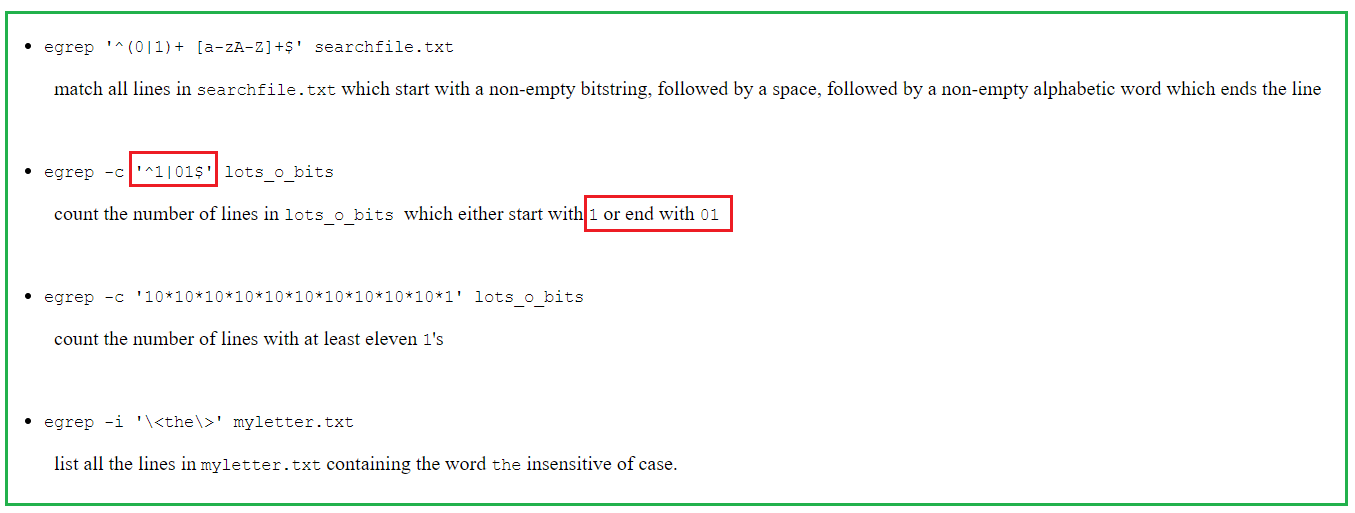 • egrep '^(0|1)+ [a-zA-Z]+$' searchfile.txt
match all lines in searchfile.txt which start with a non-empty bitstring, followed by a space, followed by a non-empty alphabetic word which ends the line
• egrep -c '^1|01$' lots_o_bits
count the number of lines in lots_o_bits which either start with 1 or end with 01
• egrep -c '10*10*10*10*10*10*10*10*10*10*1' lots_o_bits
count the number of lines with at least eleven 1's
• egrep -i '\<the\>' myletter.txt
list all the lines in myletter.txt containing the word the insensitive of case.